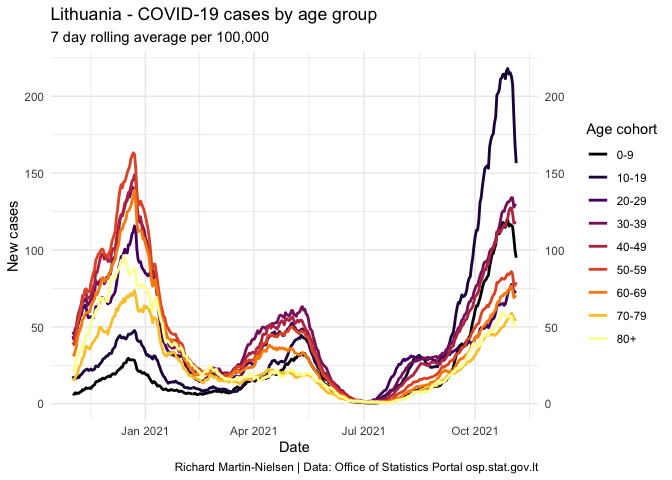 Lithuania - COVID-19 cases by age group
7 day rolling average per 100,000
200
200
150
150
100
100
50
50
0
0
New cases
Jan 2021
Apr 2021
Jul 2021
Oct 2021
Date
Age cohort
0-9
10-19
20-29
30-39
40-49
50-59
60-69
70-79
80+
Richard Martin-Nielsen | Data: Office of Statistics Portal osp.stat.gov.lt